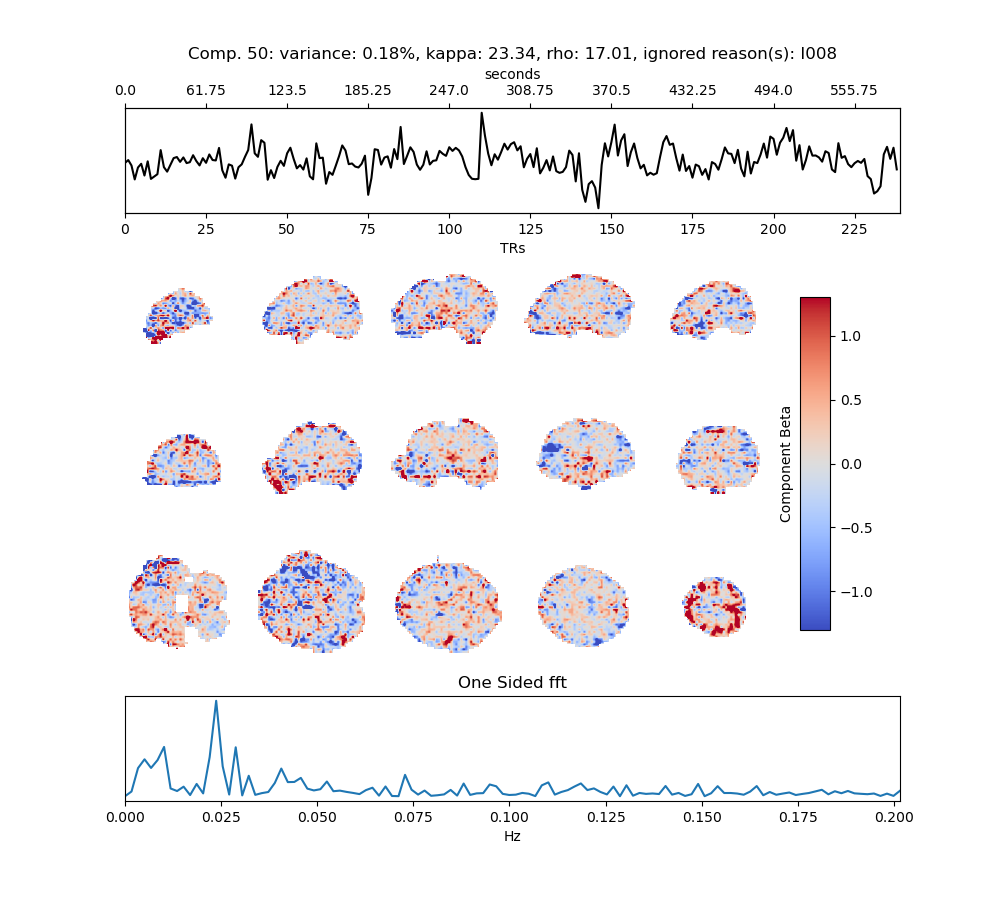 Comp. 50: variance: 0.18%, kappa: 23.34, rho: 17.01, ignored reason(s): I008
seconds
0.0 61.75 123.5 185.25 247.0 308.75 370.5 432.25 494.0 555.75
0 25 50 75 100 125 150 175 200 225
TRs
1.0
0.5
0.0
−0.5
−1.0
Component Beta
One Sided fft
0.000 0.025 0.050 0.075 0.100 0.125 0.150 0.175 0.200
Hz